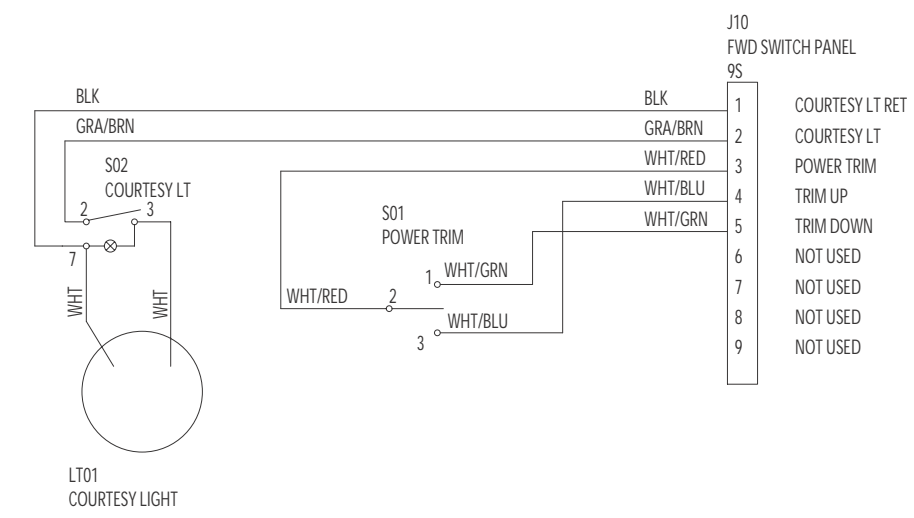 J10
FWD SWITCH PANEL
9S
BLK
BLK
1
COURTESY LT RET
GRA/BRN
GRA/BRN
2
COURTESY LT
WHT/RED
3
POWER TRIM
S02
COURTESY LT
WHT/BLU
4
TRIM UP
2
3
S01
POWER TRIM
WHT/GRN
5
TRIM DOWN
7
6
NOT USED
1
WHT/GRN
7
NOT USED
WHT
WHT
WHT/RED
2
WHT/BLU
3
8
NOT USED
9
NOT USED
LT01
COURTESY LIGHT